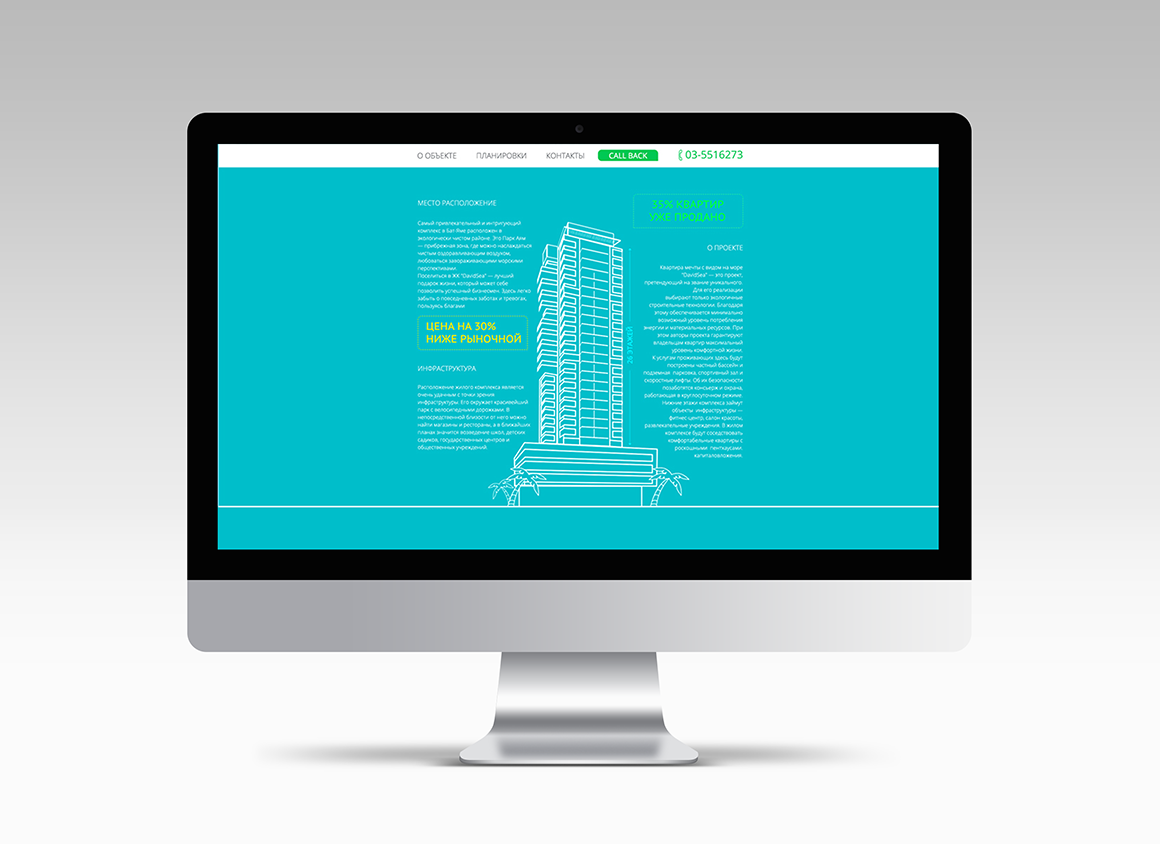 О ОБЪЕКТЕ ПЛАНИРОВКИ КОНТАКТЫ CALL BACK 03-5516273
МЕСТО РАСПОЛОЖЕНИЕ
Самый привлекательный и интригующий
комплекс в Бат-Яме расположен в
экологически чистом районе. Это Парк Аям
— прибрежная зона, где можно наслаждаться
чистым оздоравливающим воздухом,
любоваться завораживающими морскими
перспективами.
Поселиться в ЖК "DavidSea" — лучший
подарок жизни, который может себе
позволить успешный бизнесмен. Здесь легко
забыть о повседневных заботах и тревогах,
пользуясь благами
ЦЕНА НА 30%
НИЖЕ РЫНОЧНОЙ
ИНФРАСТРУКТУРА
Расположение жилого комплекса является
очень удачным с точки зрения
инфраструктуры. Его окружает красивейший
парк с велосипедными дорожками. В
непосредственной близости от него можно
найти магазины и рестораны, а в ближайших
планах значится возведение школ, детских
садиков, государственных центров и
общественных учреждений.
26 ЭТАЖЕЙ
35% КВАРТИР
УЖЕ ПРОДАНО
О ПРОЕКТЕ
Квартира мечты с видом на море
"DavidSea" — это проект,
претендующий на звание уникального.
Для его реализации
выбирают только экологичные
строительные технологии. Благодаря
этому обеспечивается минимально
возможный уровень потребления
энергии и материальных ресурсов. При
этом авторы проекта гарантируют
владельцам квартир максимальный
уровень комфортной жизни.
К услугам проживающих здесь будут
построены частный бассейн и
подземная парковка, спортивный зал и
скоростные лифты. Об их безопасности
позаботятся консьерж и охрана,
работающая в круглосуточном режиме.
Нижние этажи комплекса займут
объекты инфраструктуры —
фитнес центр, салон красоты,
развлекательные учреждения. В жилом
комплексе будут соседствовать
комфортабельные квартиры с
роскошными пентхаусами.
капиталовложения.